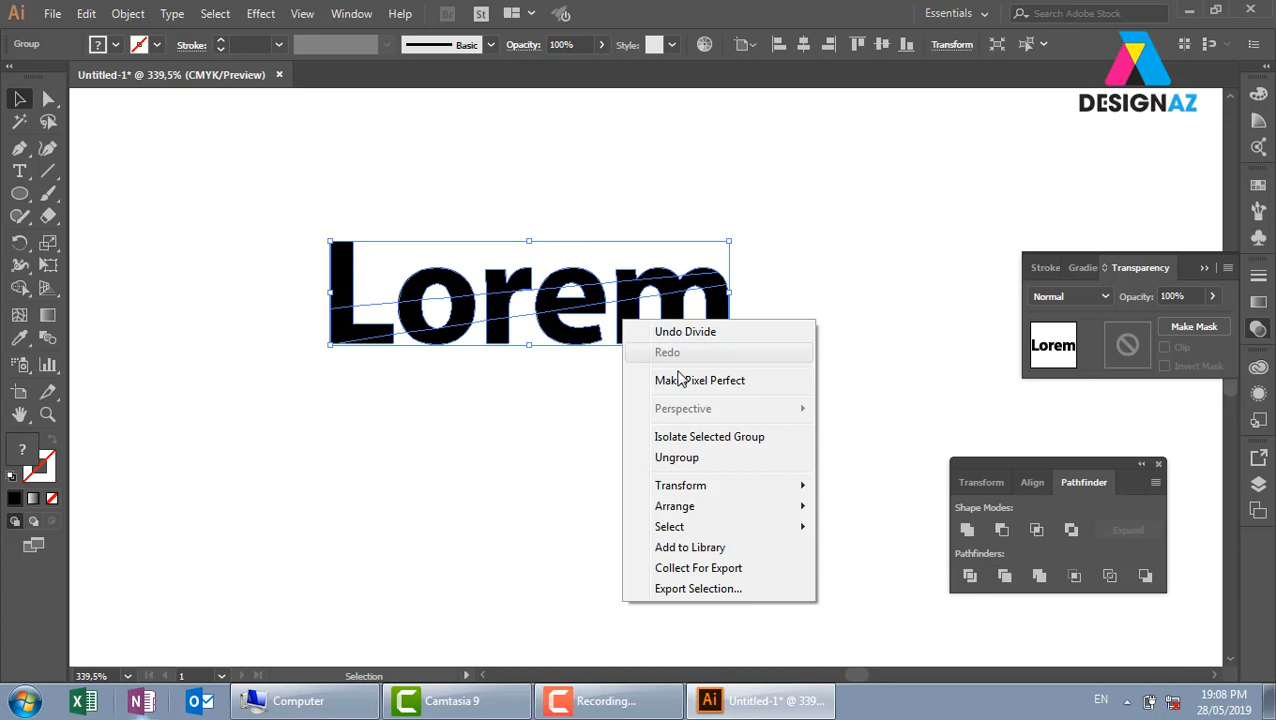 Ai File Edit Object Type Select Effect View Window Help Br St Essentials Search Adobe Stock
Group ? Stroke: Basic Opacity: 100% Style: Transform
Untitled-1* @ 339,5% (CMYK/Preview) ×
DESIGNAZ
Lorem
Stroke Gradie Transparency
Normal Opacity: 100%
Lorem
Make Mask
Clip
Invert Mask
Undo Divide
Redo
Make Pixel Perfect
Perspective
Isolate Selected Group
Ungroup
Transform
Arrange
Select
Add to Library
Collect For Export
Export Selection...
Transform Align Pathfinder
Shape Modes:
Expand
Pathfinders:
?
339,5% 1 Selection
Computer Camtasia 9 Recording... Ai Untitled-1* @ 339... EN 19:08 PM
28/05/2019